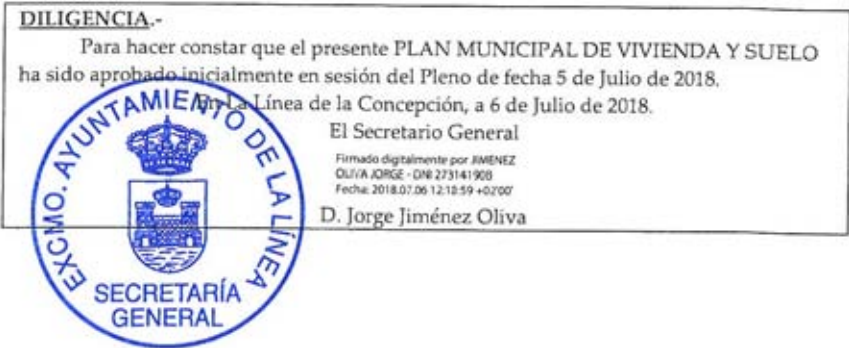 DILIGENCIA.-
Para hacer constar que el presente PLAN MUNICIPAL DE VIVIENDA Y SUELO
ha sido aprobado inicialmente en sesión del Pleno de fecha 5 de Julio de 2018.
En La Línea de la Concepción, a 6 de Julio de 2018.
El Secretario General
Firmado digitalmente por JIMENEZ
OLIVA JORGE - DNI 27314190B
Fecha: 2018.07.06 12:18:59 +02'00'
D. Jorge Jiménez Oliva
EXCMO. AYUNTAMIENTO DE LA LÍNEA
SECRETARÍA
GENERAL